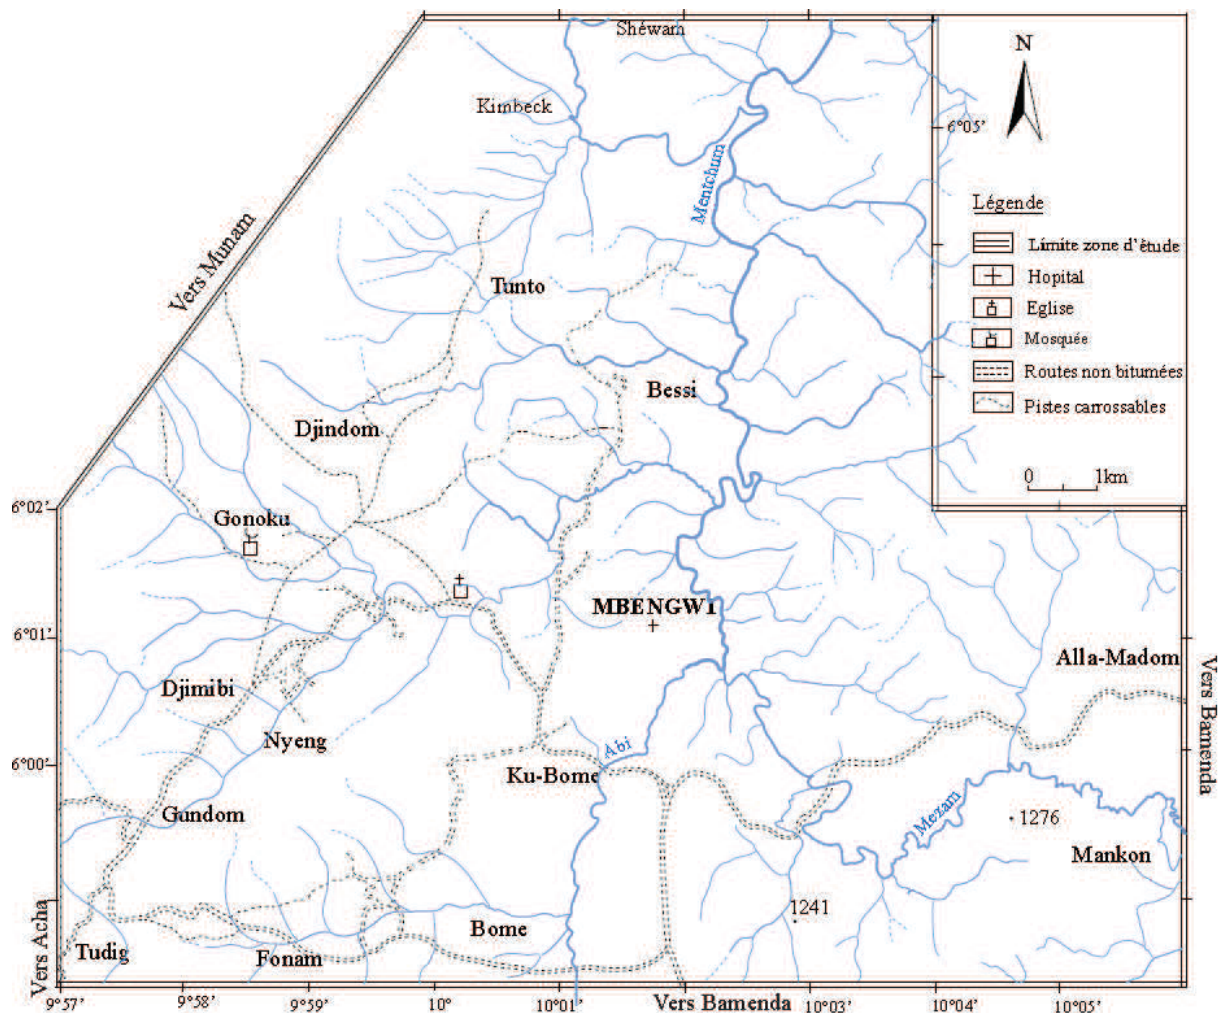 Shéwam
N
Kimbeck
6°05'
Mentchum
Légende
Vers Munam
Límite zone d'étude
Hopital
Tunto
Eglise
Mosquée
Routes non bitumées
Bessi
Pistes carrossables
Djindom
0 1km
6°02'
Gonoku
MBENGWI
6°01'
Alla-Madom
Djimibi
Vers Bamenda
Nyeng
Abi
6°00'
Ku-Bome
Gundom
Mezam
1276
Mankon
1241
Vers Acha
Bome
Tudig
Fonam
9°57' 9°58' 9°59' 10° 10°01' Vers Bamenda 10°03' 10°04' 10°05'